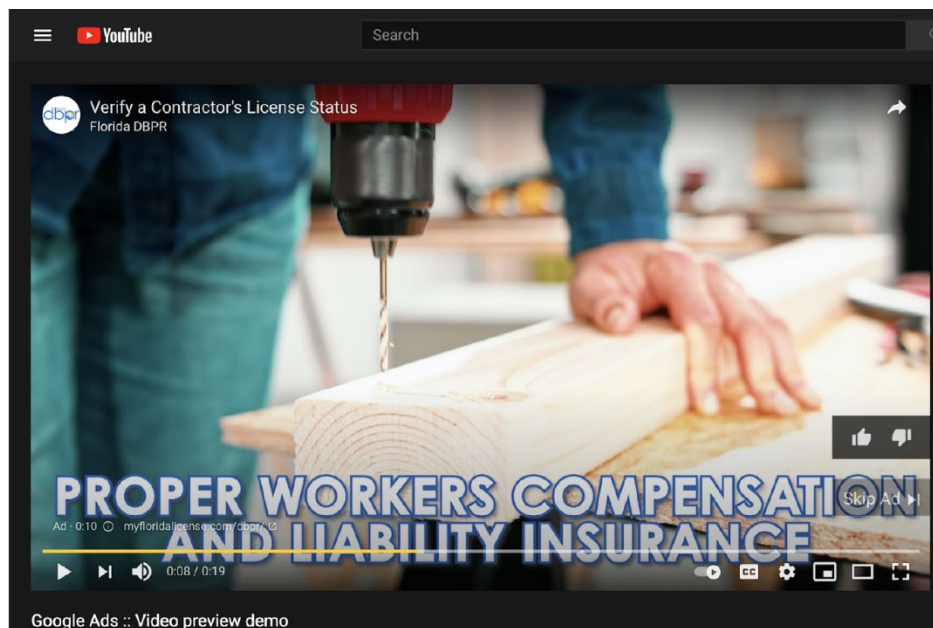 YouTube
Search
dbpr
Verify a Contractor's License Status
Florida DBPR
PROPER WORKERS COMPENSATION
Skip Ad
Ad · 0:10 myfloridalicense.com/dbpr/
AND LIABILITY INSURANCE
0:08 / 0:19
CC
Google Ads :: Video preview demo